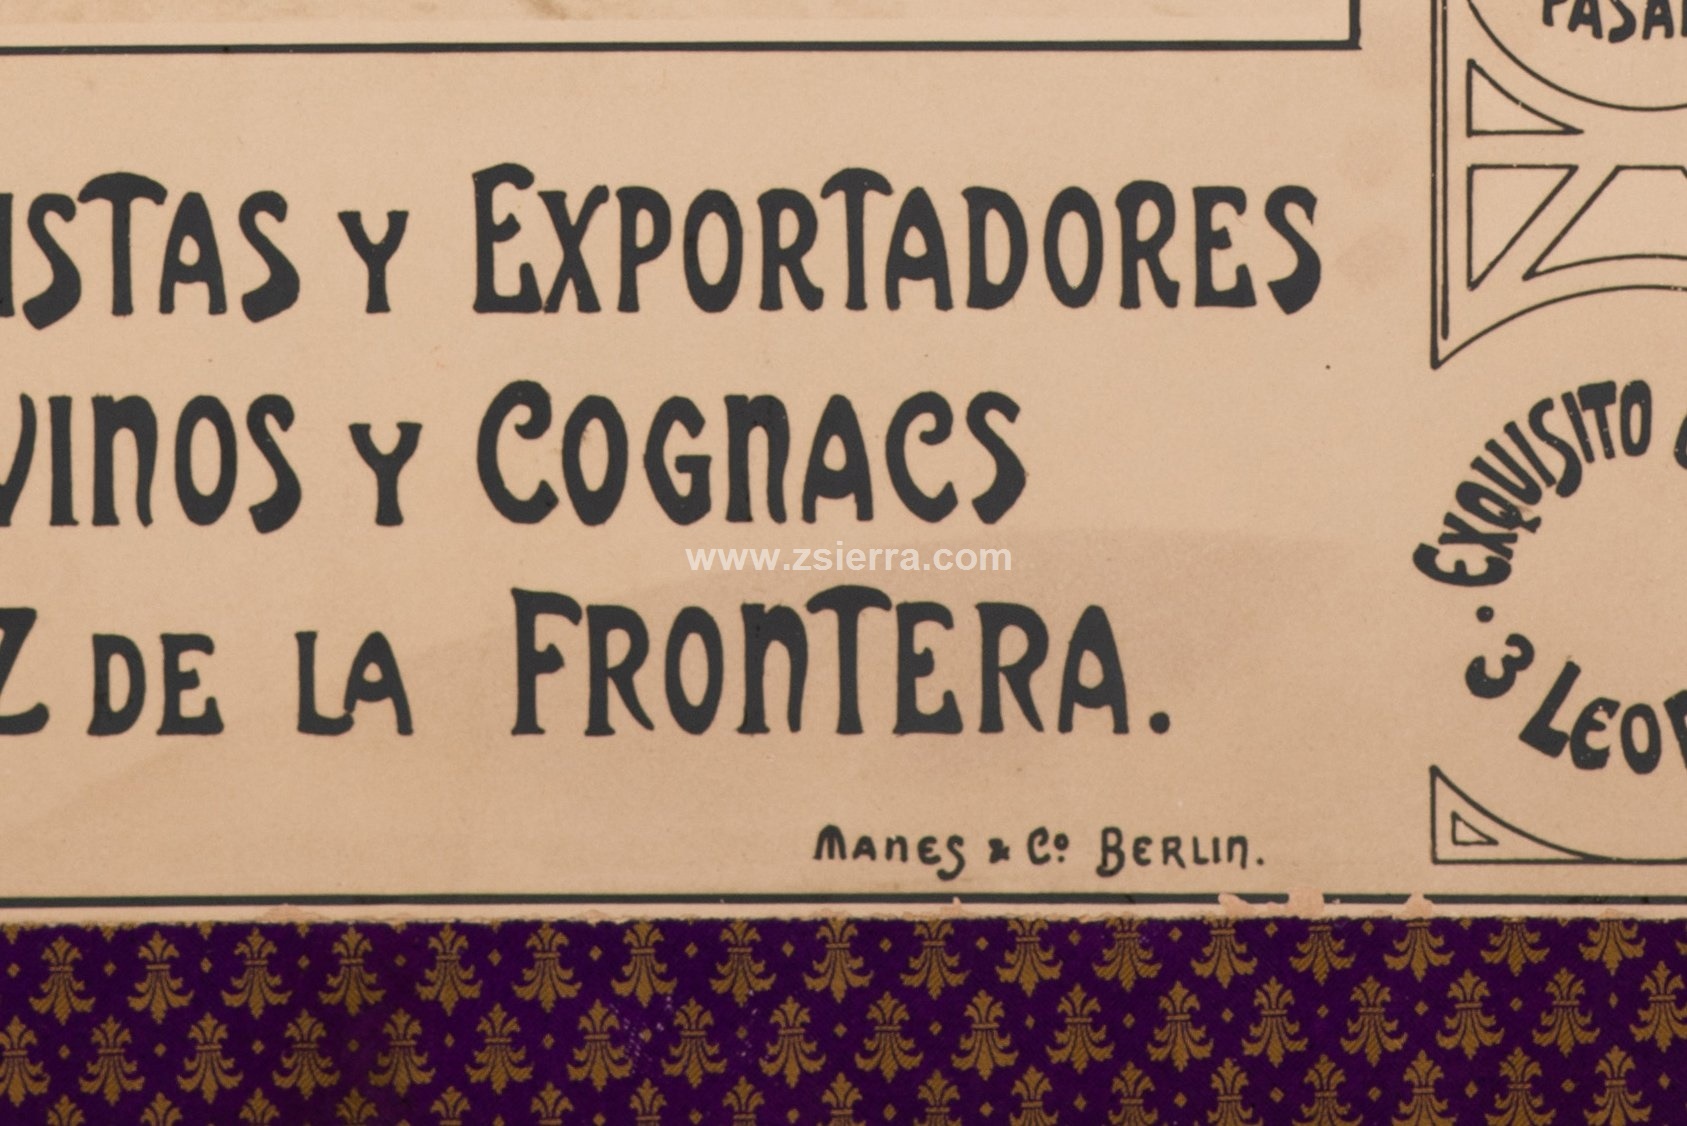 PASA
ISTAS Y EXPORTADORES
VINOS Y COGNACS
EXQUISITO
www.zsierra.com
Z DE LA FRONTERA.
3 LEO
MANES & Cº BERLIN.